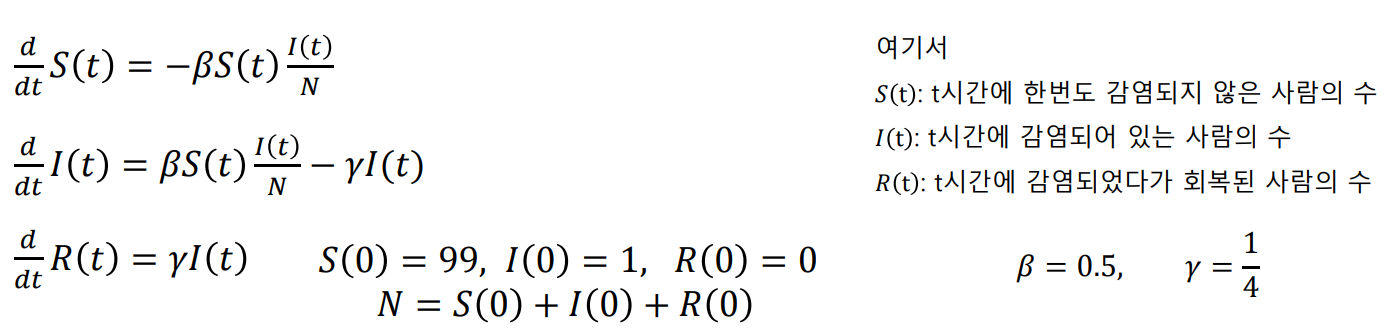 d/dt S(t) = −βS(t) I(t)/N
d/dt I(t) = βS(t) I(t)/N − γI(t)
d/dt R(t) = γI(t)
S(0) = 99, I(0) = 1, R(0) = 0
N = S(0) + I(0) + R(0)
여기서
S(t): t시간에 한번도 감염되지 않은 사람의 수
I(t): t시간에 감염되어 있는 사람의 수
R(t): t시간에 감염되었다가 회복된 사람의 수
β = 0.5, γ = 1/4